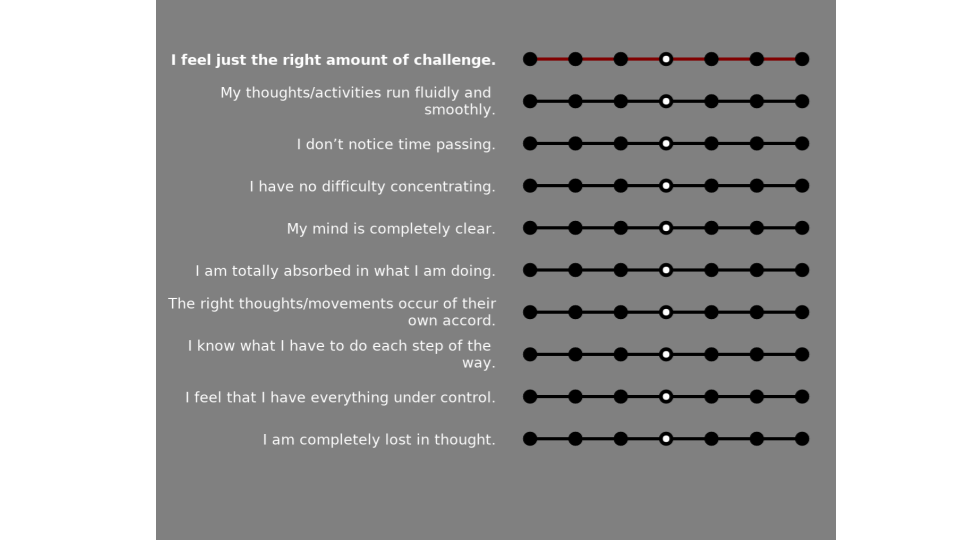 I feel just the right amount of challenge.
My thoughts/activities run fluidly and
smoothly.
I don’t notice time passing.
I have no difficulty concentrating.
My mind is completely clear.
I am totally absorbed in what I am doing.
The right thoughts/movements occur of their
own accord.
I know what I have to do each step of the
way.
I feel that I have everything under control.
I am completely lost in thought.